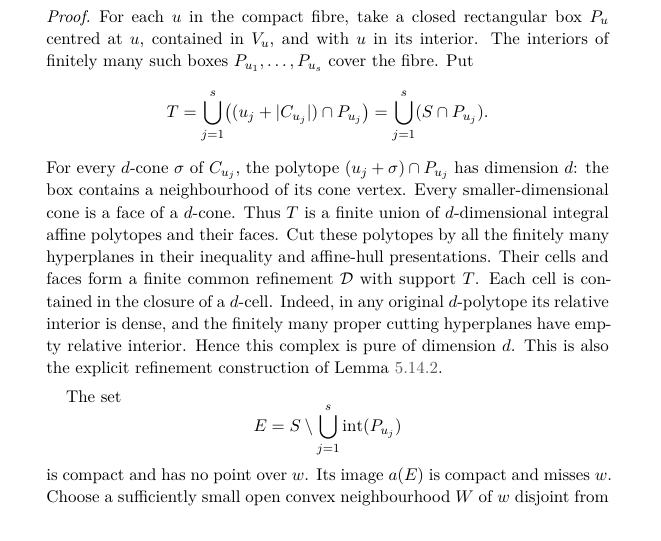 Proof. For each u in the compact fibre, take a closed rectangular box P_u
centred at u, contained in V_u, and with u in its interior. The interiors of
finitely many such boxes P_{u_1}, . . . , P_{u_s} cover the fibre. Put
T = ⋃_{j=1}^{s} ((u_j + |C_{u_j}|) ∩ P_{u_j}) = ⋃_{j=1}^{s} (S ∩ P_{u_j}).
For every d-cone σ of C_{u_j}, the polytope (u_j + σ) ∩ P_{u_j} has dimension d: the
box contains a neighbourhood of its cone vertex. Every smaller-dimensional
cone is a face of a d-cone. Thus T is a finite union of d-dimensional integral
affine polytopes and their faces. Cut these polytopes by all the finitely many
hyperplanes in their inequality and affine-hull presentations. Their cells and
faces form a finite common refinement 𝒟 with support T. Each cell is con-
tained in the closure of a d-cell. Indeed, in any original d-polytope its relative
interior is dense, and the finitely many proper cutting hyperplanes have emp-
ty relative interior. Hence this complex is pure of dimension d. This is also
the explicit refinement construction of Lemma 5.14.2.
The set
E = S \ ⋃_{j=1}^{s} int(P_{u_j})
is compact and has no point over w. Its image a(E) is compact and misses w.
Choose a sufficiently small open convex neighbourhood W of w disjoint from